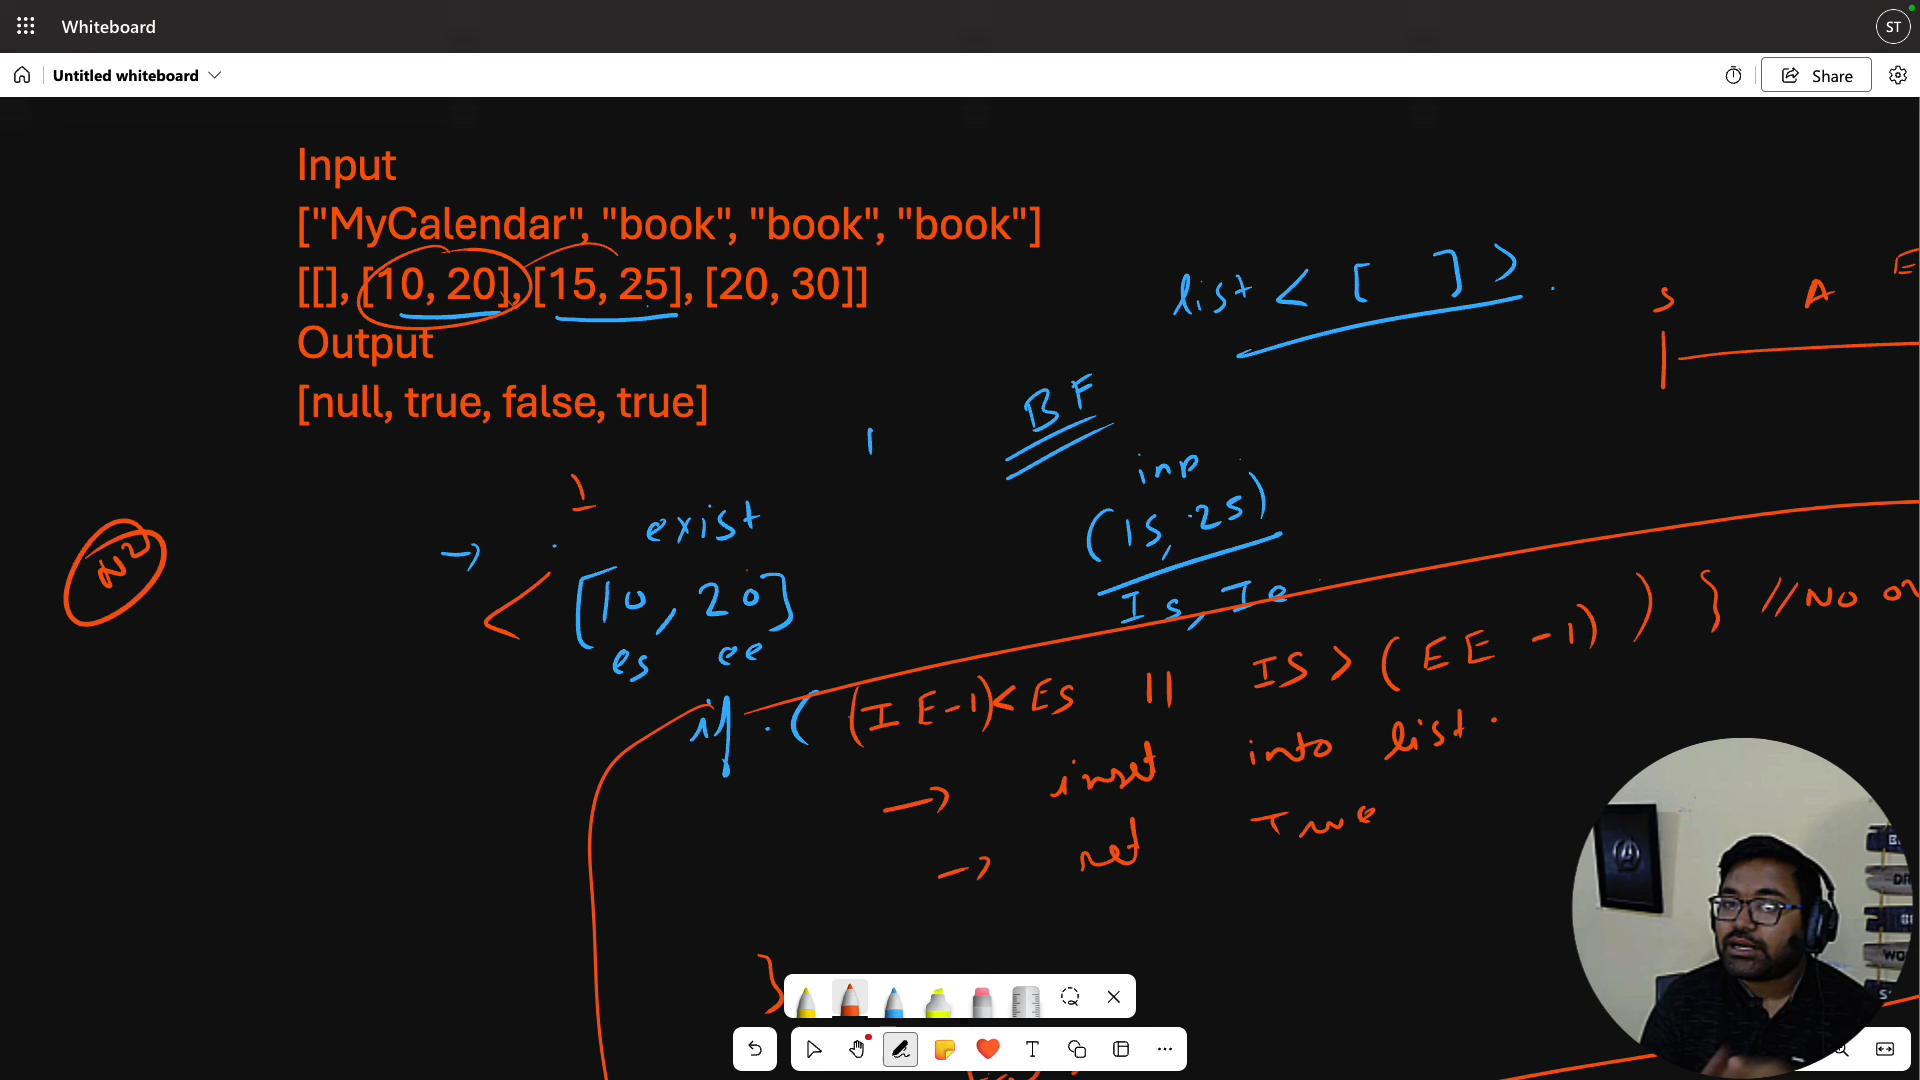 Whiteboard
ST
Untitled whiteboard
Share
Input
["MyCalendar", "book", "book", "book"]
[[], [10, 20], [15, 25], [20, 30]]
Output
[null, true, false, true]
list < [ ] > .
S A E
BF
inp
(15, 25)
Is, Ie
N²
→ exist
< [10, 20]
es ee
if ( (IE-1) < ES || IS > (EE -1) ) } // No
→ into list .
→ ret True
}
T